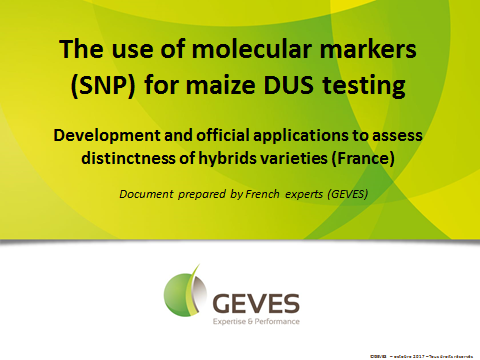 The use of molecular markers
(SNP) for maize DUS testing
Development and official applications to assess
distinctness of hybrids varieties (France)
Document prepared by French experts (GEVES)
GEVES
Expertise & Performance
©GEVES – octobre 2017 – Tous droits réservés